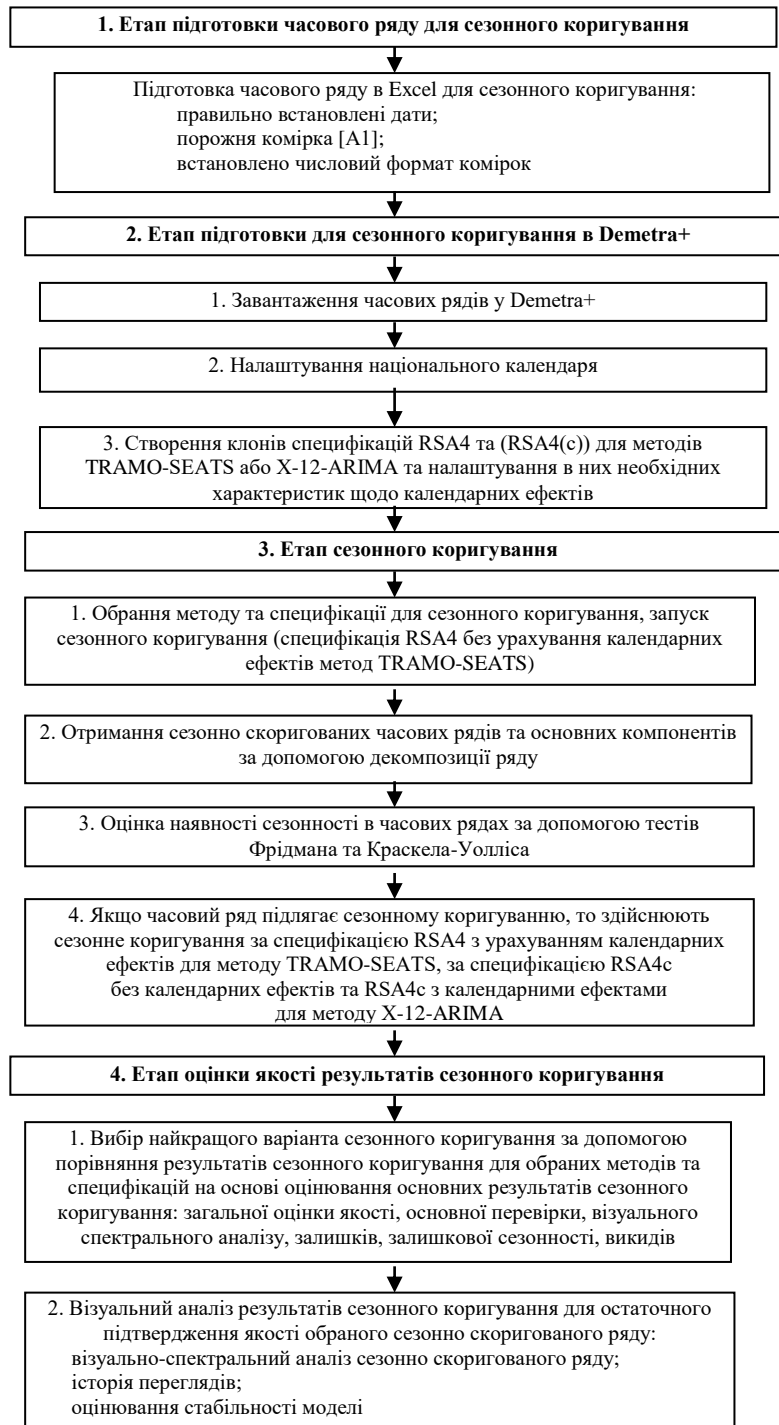 1. Етап підготовки часового ряду для сезонного коригування
Підготовка часового ряду в Excel для сезонного коригування:
правильно встановлені дати;
порожня комірка [A1];
встановлено числовий формат комірок
2. Етап підготовки для сезонного коригування в Demetra+
1. Завантаження часових рядів у Demetra+
2. Налаштування національного календаря
3. Створення клонів специфікацій RSA4 та (RSA4(c)) для методів
TRAMO-SEATS або X-12-ARIMA та налаштування в них необхідних
характеристик щодо календарних ефектів
3. Етап сезонного коригування
1. Обрання методу та специфікації для сезонного коригування, запуск
сезонного коригування (специфікація RSA4 без урахування календарних
ефектів метод TRAMO-SEATS)
2. Отримання сезонно скоригованих часових рядів та основних компонентів
за допомогою декомпозиції ряду
3. Оцінка наявності сезонності в часових рядах за допомогою тестів
Фрідмана та Краскела-Уолліса
4. Якщо часовий ряд підлягає сезонному коригуванню, то здійснюють
сезонне коригування за специфікацією RSA4 з урахуванням календарних
ефектів для методу TRAMO-SEATS, за специфікацією RSA4c
без календарних ефектів та RSA4c з календарними ефектами
для методу X-12-ARIMA
4. Етап оцінки якості результатів сезонного коригування
1. Вибір найкращого варіанта сезонного коригування за допомогою
порівняння результатів сезонного коригування для обраних методів та
специфікацій на основі оцінювання основних результатів сезонного
коригування: загальної оцінки якості, основної перевірки, візуального
спектрального аналізу, залишків, залишкової сезонності, викидів
2. Візуальний аналіз результатів сезонного коригування для остаточного
підтвердження якості обраного сезонно скоригованого ряду:
візуально-спектральний аналіз сезонно скоригованого ряду;
історія переглядів;
оцінювання стабільності моделі